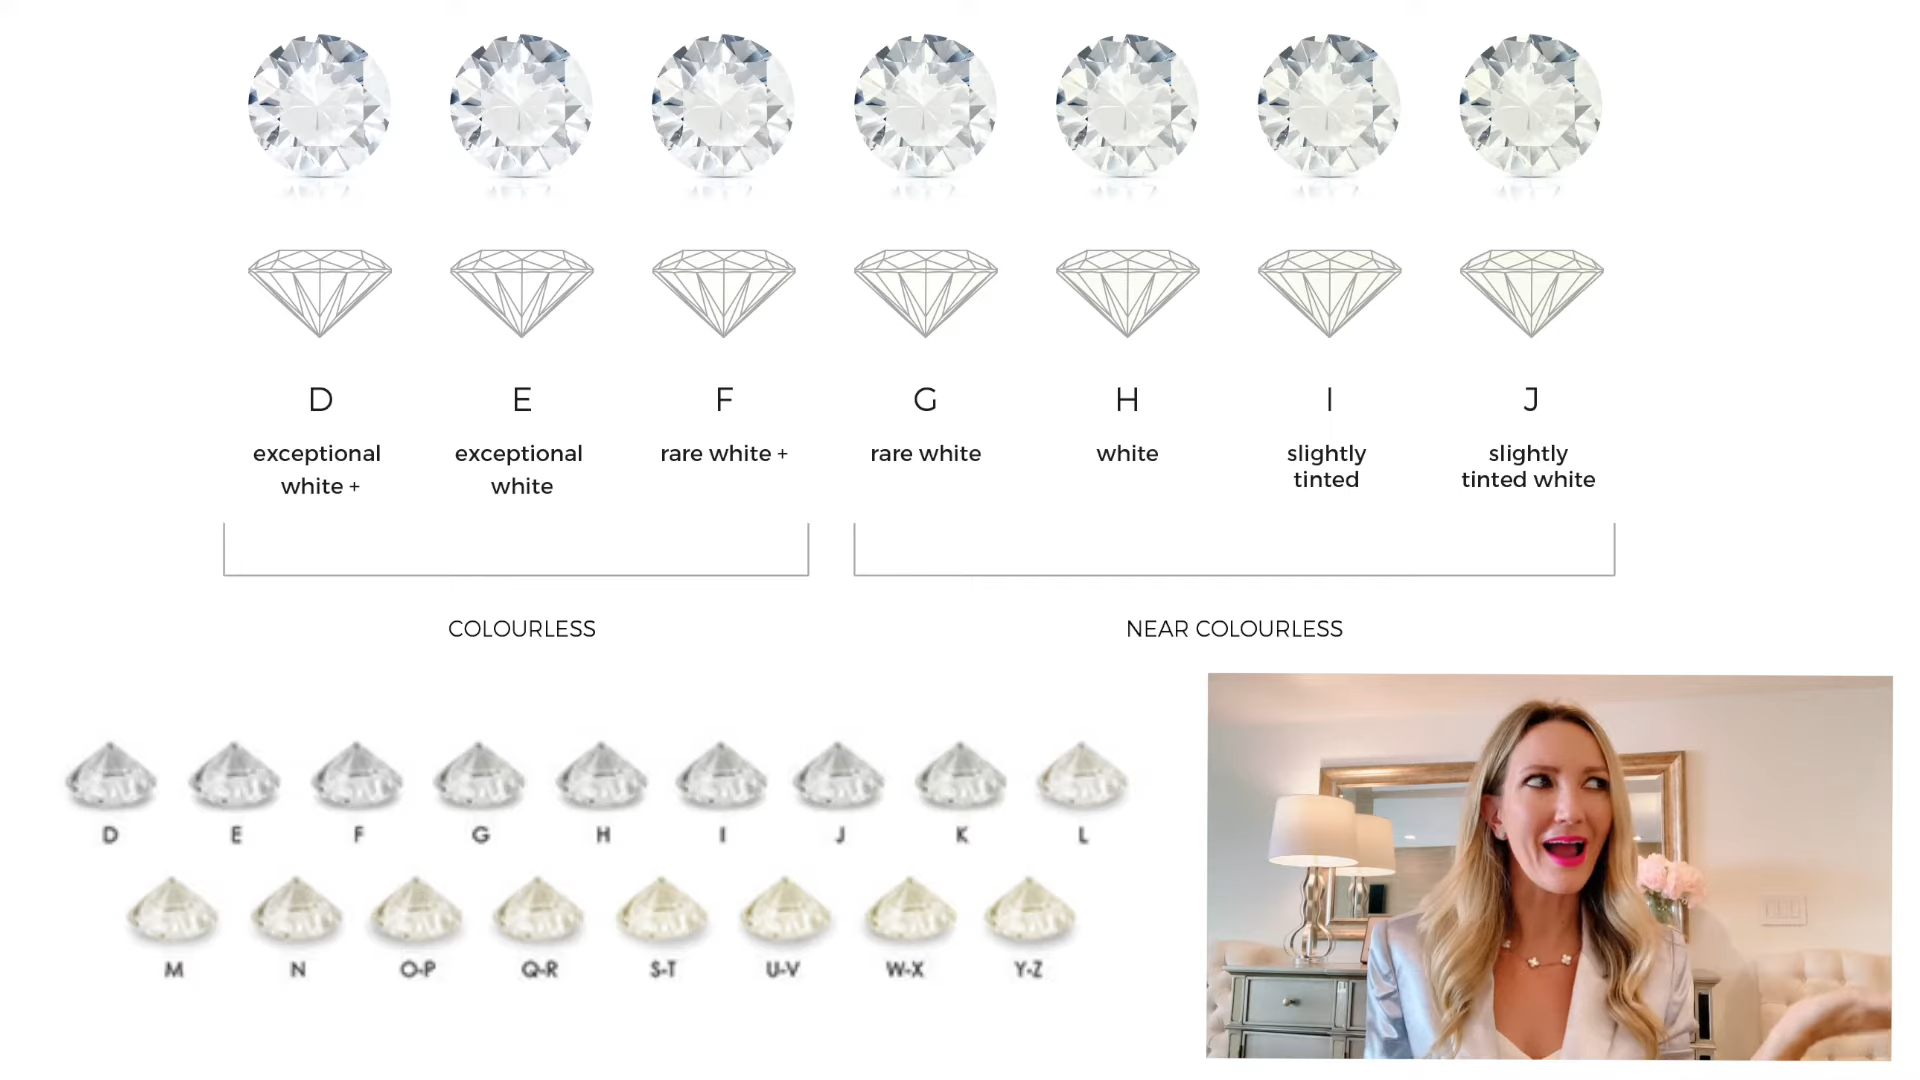 D E F G H I J
exceptional exceptional rare white + rare white white slightly slightly
white + white tinted tinted white
COLOURLESS NEAR COLOURLESS
D E F G H I J K L
M N O-P Q-R S-T U-V W-X Y-Z